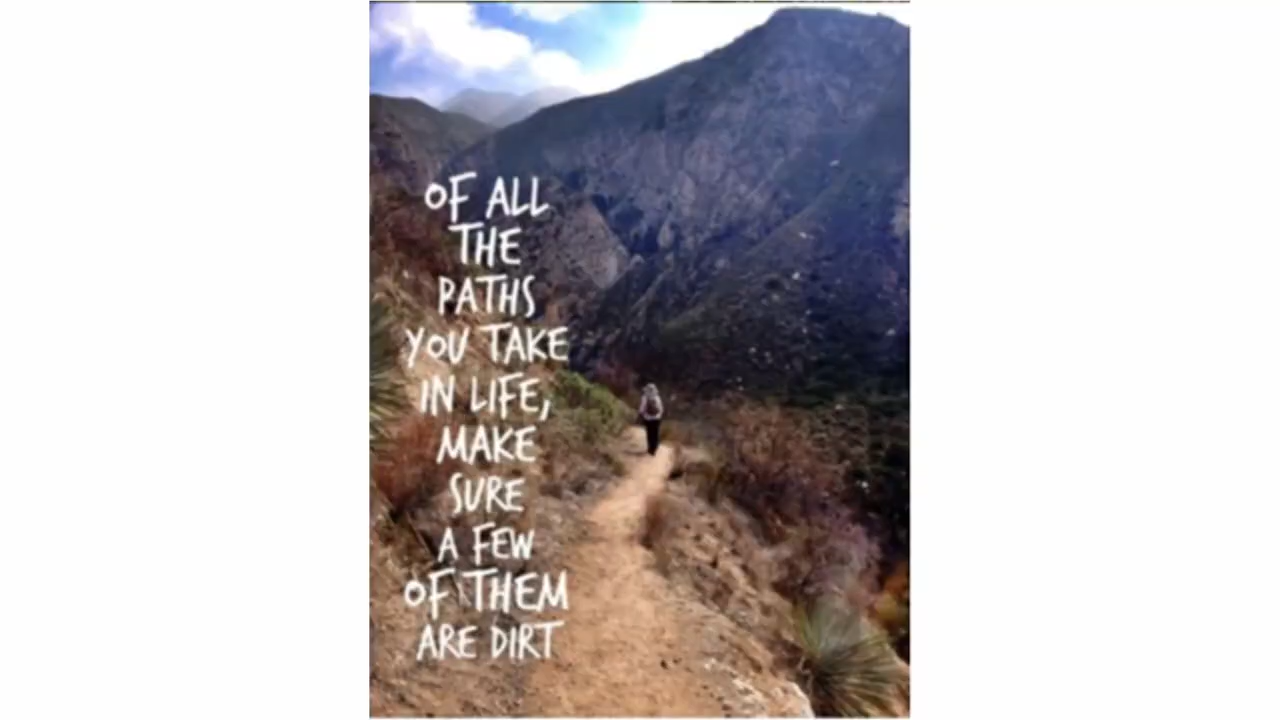 OF ALL
THE
PATHS
YOU TAKE
IN LIFE,
MAKE
SURE
A FEW
OF THEM
ARE DIRT